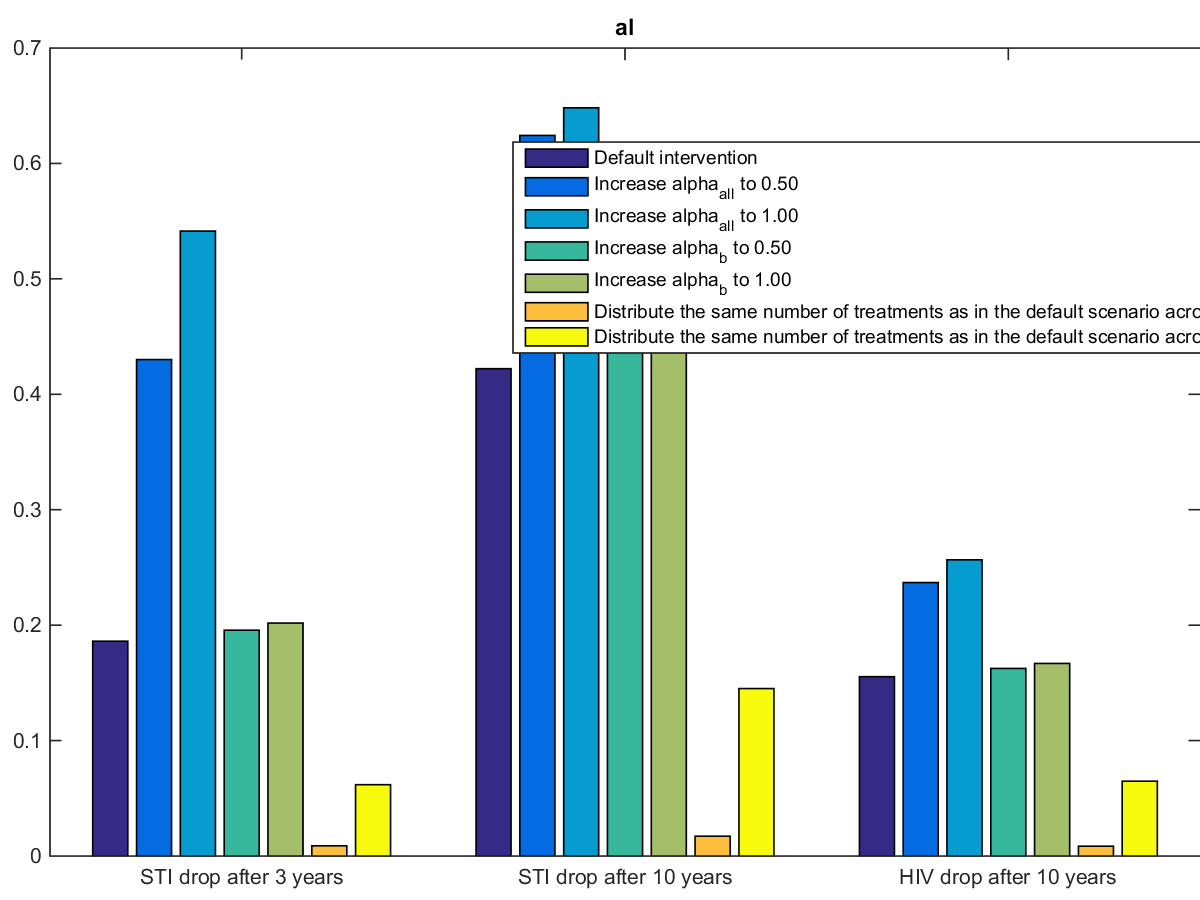 al
0.7
0.6
0.5
0.4
0.3
0.2
0.1
0
Default intervention
Increase alpha_all to 0.50
Increase alpha_all to 1.00
Increase alpha_b to 0.50
Increase alpha_b to 1.00
Distribute the same number of treatments as in the default scenario acro
Distribute the same number of treatments as in the default scenario acro
STI drop after 3 years
STI drop after 10 years
HIV drop after 10 years